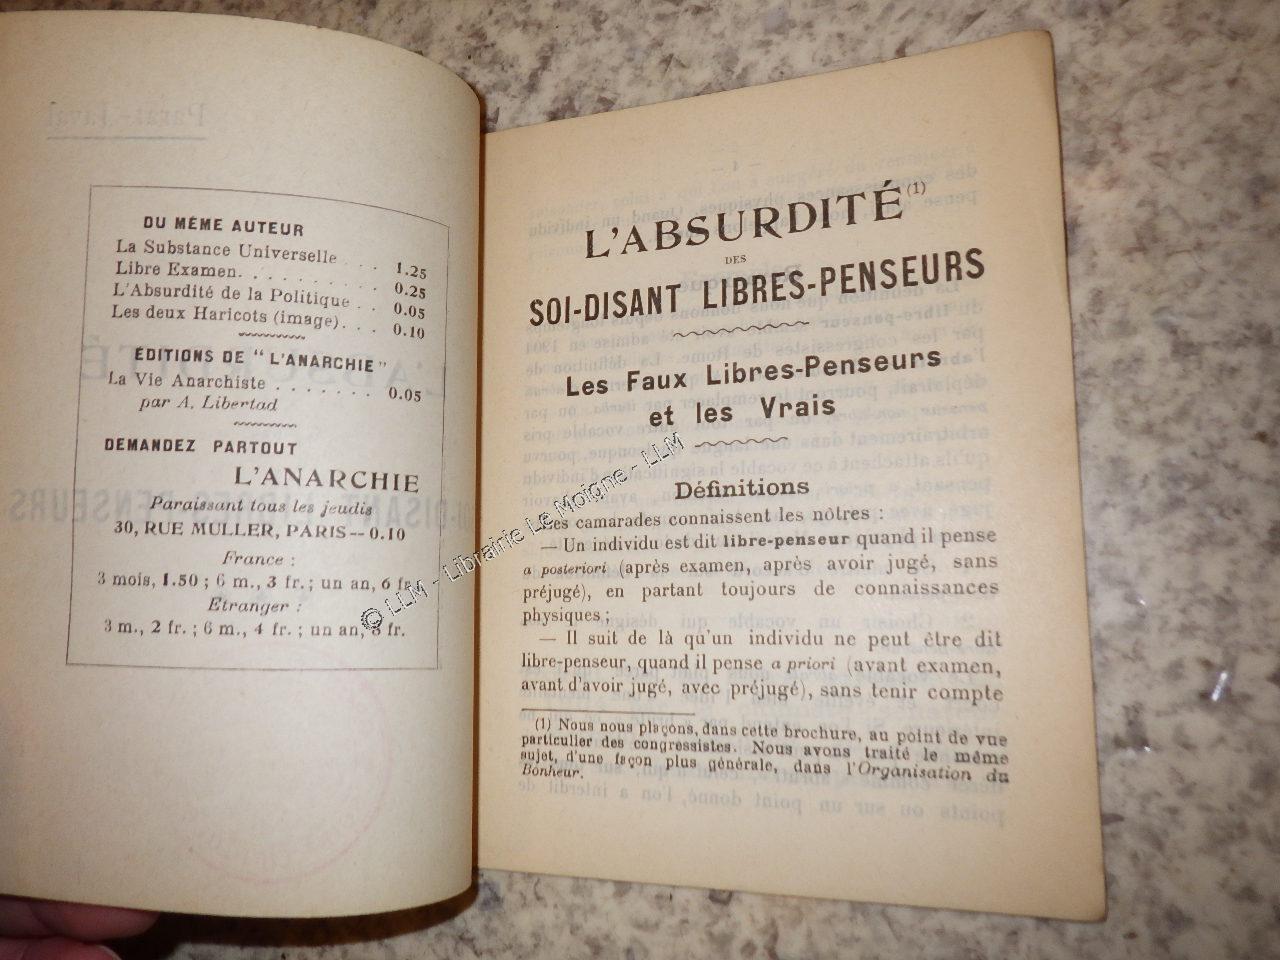 DU MÊME AUTEUR
La Substance Universelle . . . 1.25
Libre Examen. . . . . . . . . 0.25
L'Absurdité de la Politique . . 0.05
Les deux Haricots (image). . . 0.10
ÉDITIONS DE " L'ANARCHIE "
La Vie Anarchiste . . . . . . . 0.05
par A. Libertad
DEMANDEZ PARTOUT
L'ANARCHIE
Paraissant tous les jeudis
30, RUE MULLER, PARIS -- 0.10
France :
3 mois, 1.50 ; 6 m., 3 fr. ; un an, 6 fr.
Etranger :
3 m., 2 fr. ; 6 m., 4 fr. ; un an, 8 fr.
L'ABSURDITÉ (1)
DES
SOI-DISANT LIBRES-PENSEURS
Les Faux Libres-Penseurs
et les Vrais
Définitions
Les camarades connaissent les nôtres :
— Un individu est dit libre-penseur quand il pense
a posteriori (après examen, après avoir jugé, sans
préjugé), en partant toujours de connaissances
physiques ;
— Il suit de là qu'un individu ne peut être dit
libre-penseur, quand il pense a priori (avant examen,
avant d'avoir jugé, avec préjugé), sans tenir compte
(1) Nous nous plaçons, dans cette brochure, au point de vue
particulier des congressistes. Nous avons traité le même
sujet, d'une façon plus générale, dans l'Organisation du
Bonheur.
© LLM - Librairie Le Moigne - LLM